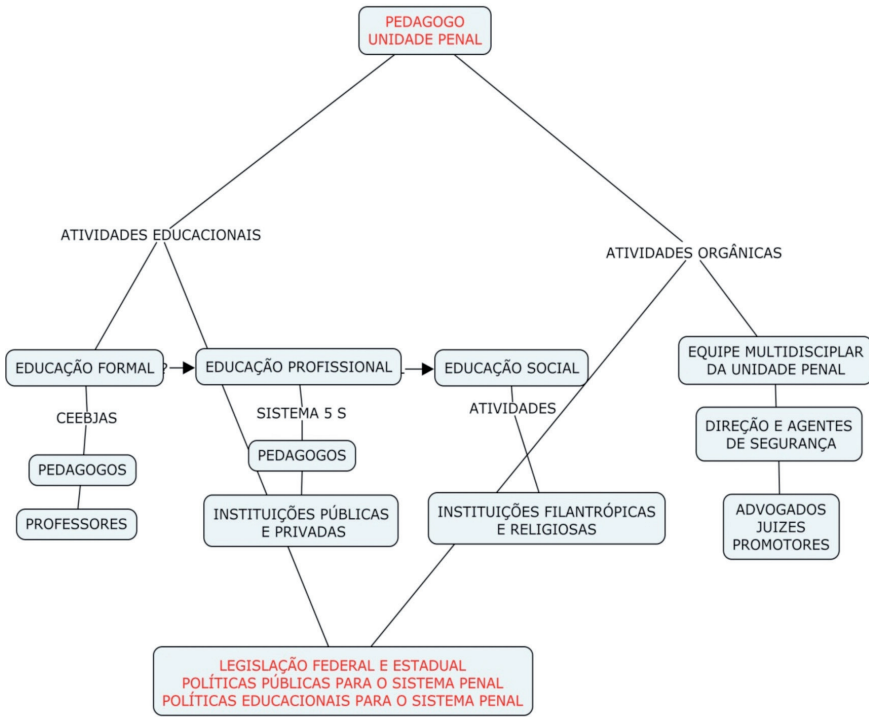 PEDAGOGO
UNIDADE PENAL
ATIVIDADES EDUCACIONAIS
ATIVIDADES ORGÂNICAS
EDUCAÇÃO FORMAL
?
EDUCAÇÃO PROFISSIONAL
EDUCAÇÃO SOCIAL
EQUIPE MULTIDISCIPLAR
DA UNIDADE PENAL
CEEBJAS
SISTEMA 5 S
ATIVIDADES
DIREÇÃO E AGENTES
DE SEGURANÇA
PEDAGOGOS
PEDAGOGOS
PROFESSORES
INSTITUIÇÕES PÚBLICAS
E PRIVADAS
INSTITUIÇÕES FILANTRÓPICAS
E RELIGIOSAS
ADVOGADOS
JUIZES
PROMOTORES
LEGISLAÇÃO FEDERAL E ESTADUAL
POLÍTICAS PÚBLICAS PARA O SISTEMA PENAL
POLÍTICAS EDUCACIONAIS PARA O SISTEMA PENAL